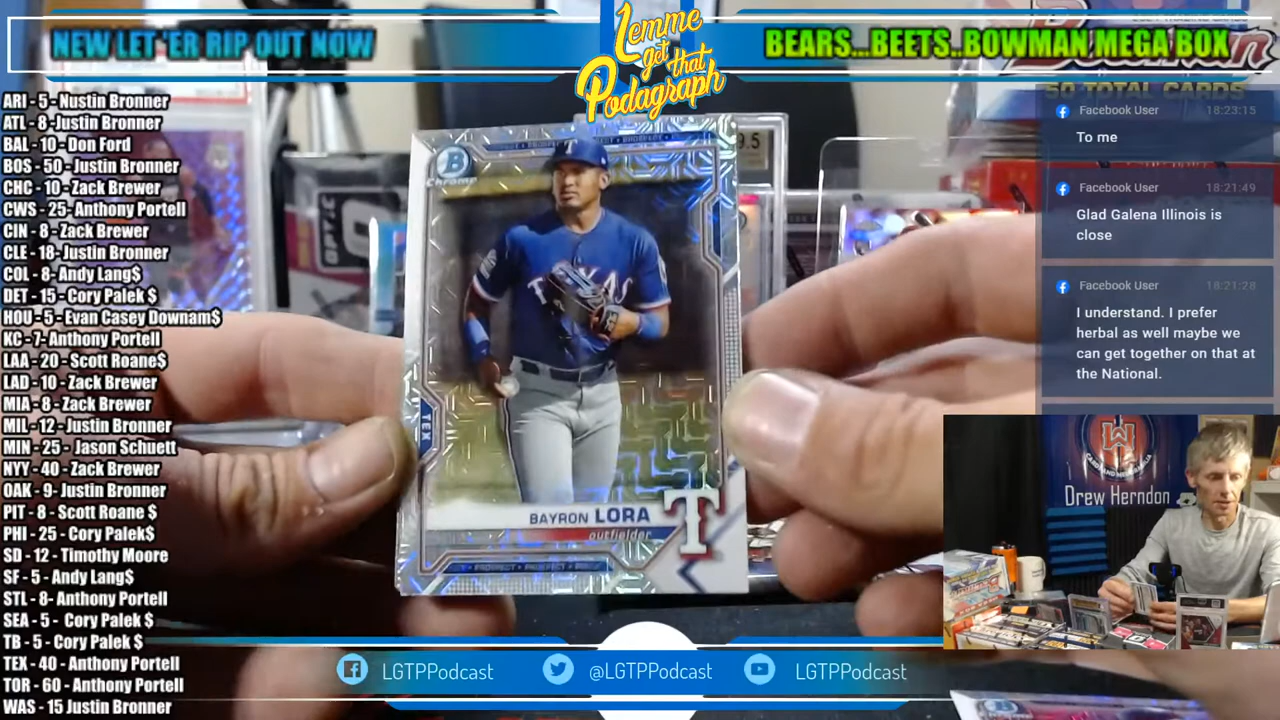 NEW LET 'ER RIP OUT NOW
Lemme
get
that
Podagraph
BEARS...BEETS..BOWMAN MEGA BOX
50 TOTAL CARDS
ARI - 5 - Nustin Bronner
ATL - 8 -Justin Bronner
BAL - 10 - Don Ford
BOS - 50 - Justin Bronner
CHC - 10 - Zack Brewer
CWS - 25- Anthony Portell
CIN - 8 - Zack Brewer
CLE - 18- Justin Bronner
COL - 8- Andy Lang$
DET - 15 - Cory Palek $
HOU - 5 - Evan Casey Downam$
KC - 7- Anthony Portell
LAA - 20 - Scott Roane$
LAD - 10 - Zack Brewer
MIA - 8 - Zack Brewer
MIL - 12 - Justin Bronner
MIN - 25 - Jason Schuett
NYY - 40 - Zack Brewer
OAK - 9- Justin Bronner
PIT - 8 - Scott Roane $
PHI - 25 - Cory Palek$
SD - 12 - Timothy Moore
SF - 5 - Andy Lang$
STL - 8 - Anthony Portell
SEA - 5 - Cory Palek $
TB - 5 - Cory Palek $
TEX - 40 - Anthony Portell
TOR - 60 - Anthony Portell
WAS - 15 Justin Bronner
Facebook User 18:23:15
To me
Facebook User 18:21:49
Glad Galena Illinois is
close
Facebook User 18:21:28
I understand. I prefer
herbal as well maybe we
can get together on that at
the National.
B
Chrome
T
TEXAS
TEX
BAYRON LORA
outfielder
T
PROSPECT
OPTIC
9.5
Drew Herndon
LGTPPodcast
@LGTPPodcast
LGTPPodcast